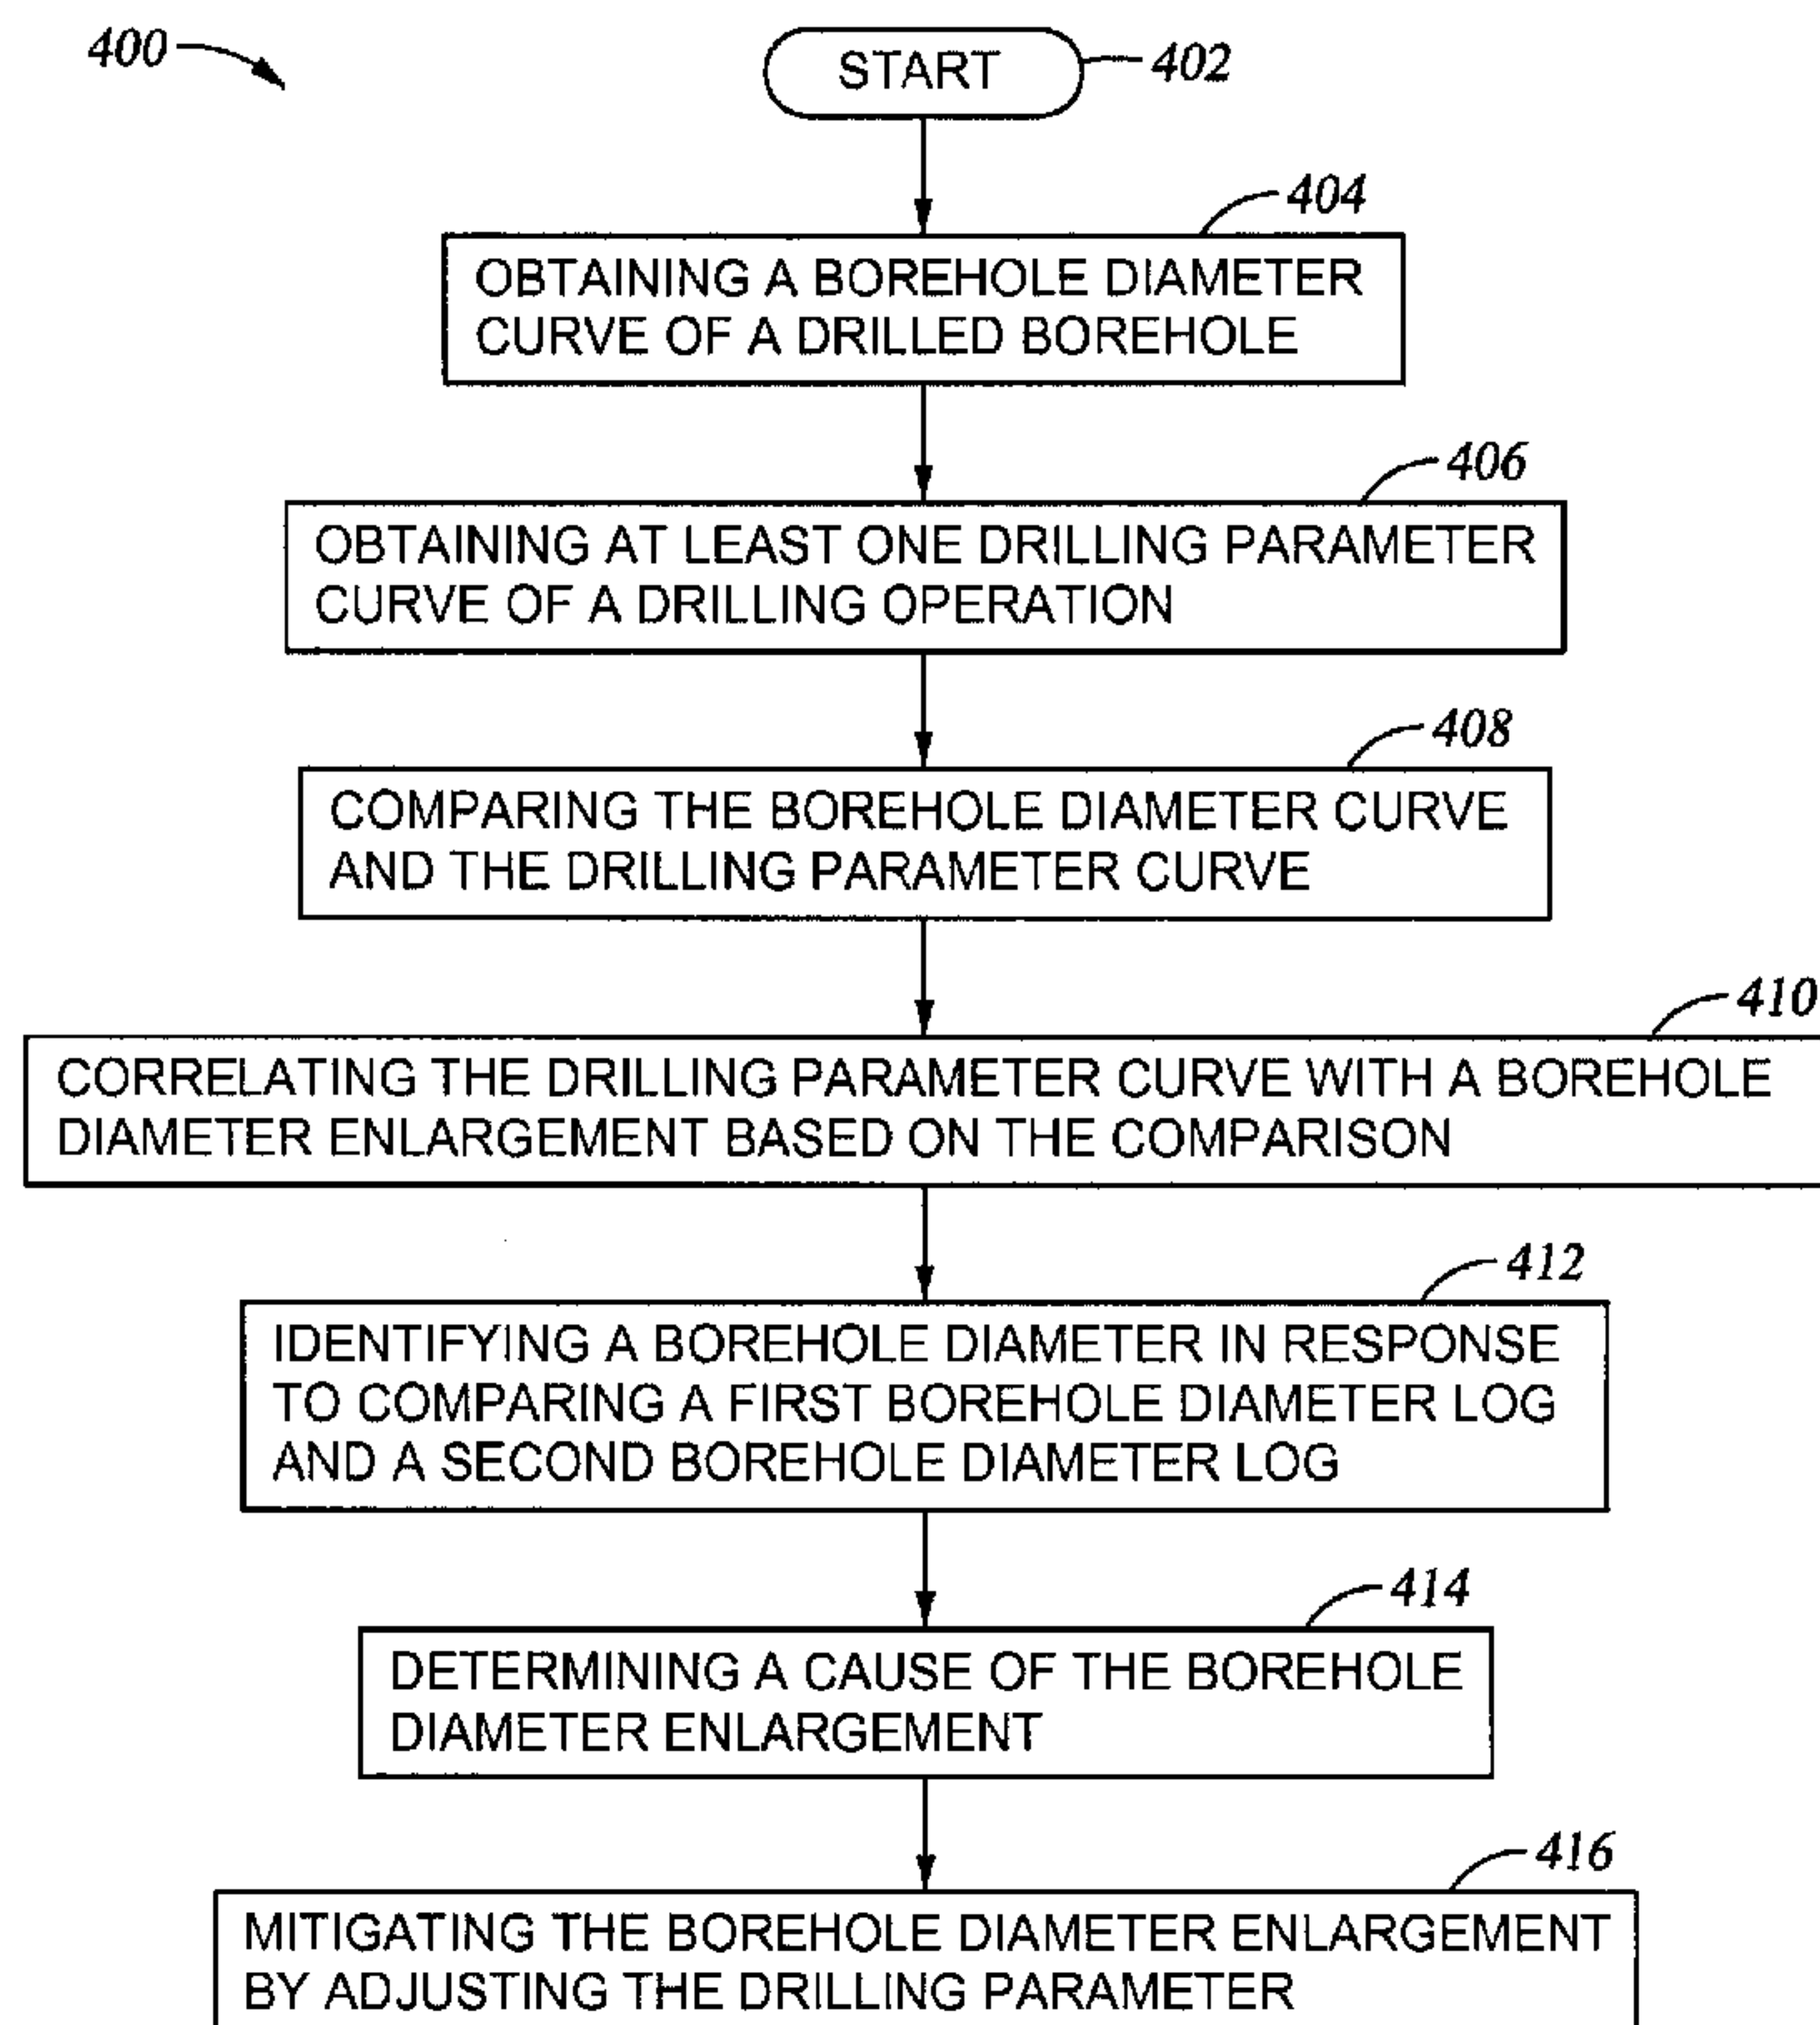 400
START
402
404
OBTAINING A BOREHOLE DIAMETER
CURVE OF A DRILLED BOREHOLE
406
OBTAINING AT LEAST ONE DRILLING PARAMETER
CURVE OF A DRILLING OPERATION
408
COMPARING THE BOREHOLE DIAMETER CURVE
AND THE DRILLING PARAMETER CURVE
410
CORRELATING THE DRILLING PARAMETER CURVE WITH A BOREHOLE
DIAMETER ENLARGEMENT BASED ON THE COMPARISON
412
IDENTIFYING A BOREHOLE DIAMETER IN RESPONSE
TO COMPARING A FIRST BOREHOLE DIAMETER LOG
AND A SECOND BOREHOLE DIAMETER LOG
414
DETERMINING A CAUSE OF THE BOREHOLE
DIAMETER ENLARGEMENT
416
MITIGATING THE BOREHOLE DIAMETER ENLARGEMENT
BY ADJUSTING THE DRILLING PARAMETER